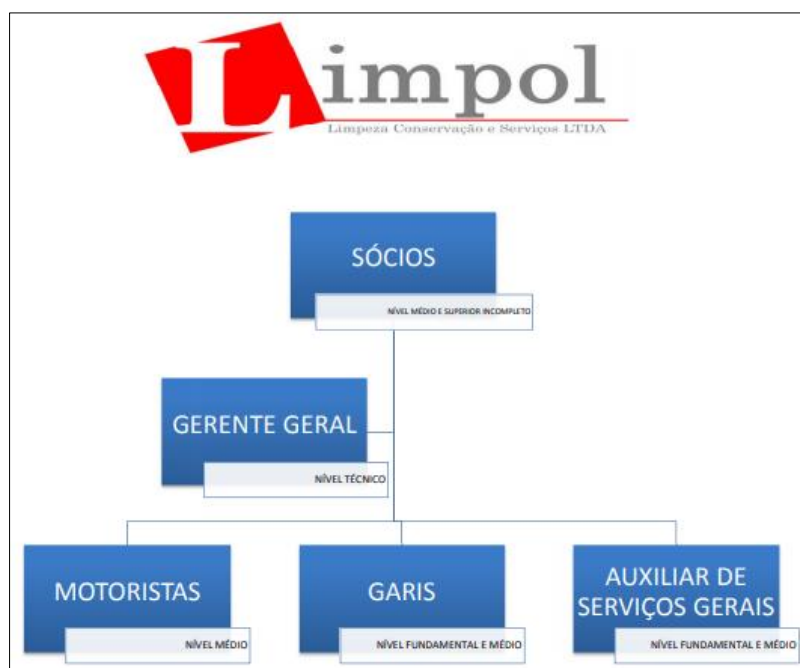 Limpol
Limpeza Conservação e Serviços LTDA
SÓCIOS
NÍVEL MÉDIO E SUPERIOR INCOMPLETO
GERENTE GERAL
NÍVEL TÉCNICO
MOTORISTAS
NÍVEL MÉDIO
GARIS
NÍVEL FUNDAMENTAL E MÉDIO
AUXILIAR DE
SERVIÇOS GERAIS
NÍVEL FUNDAMENTAL E MÉDIO